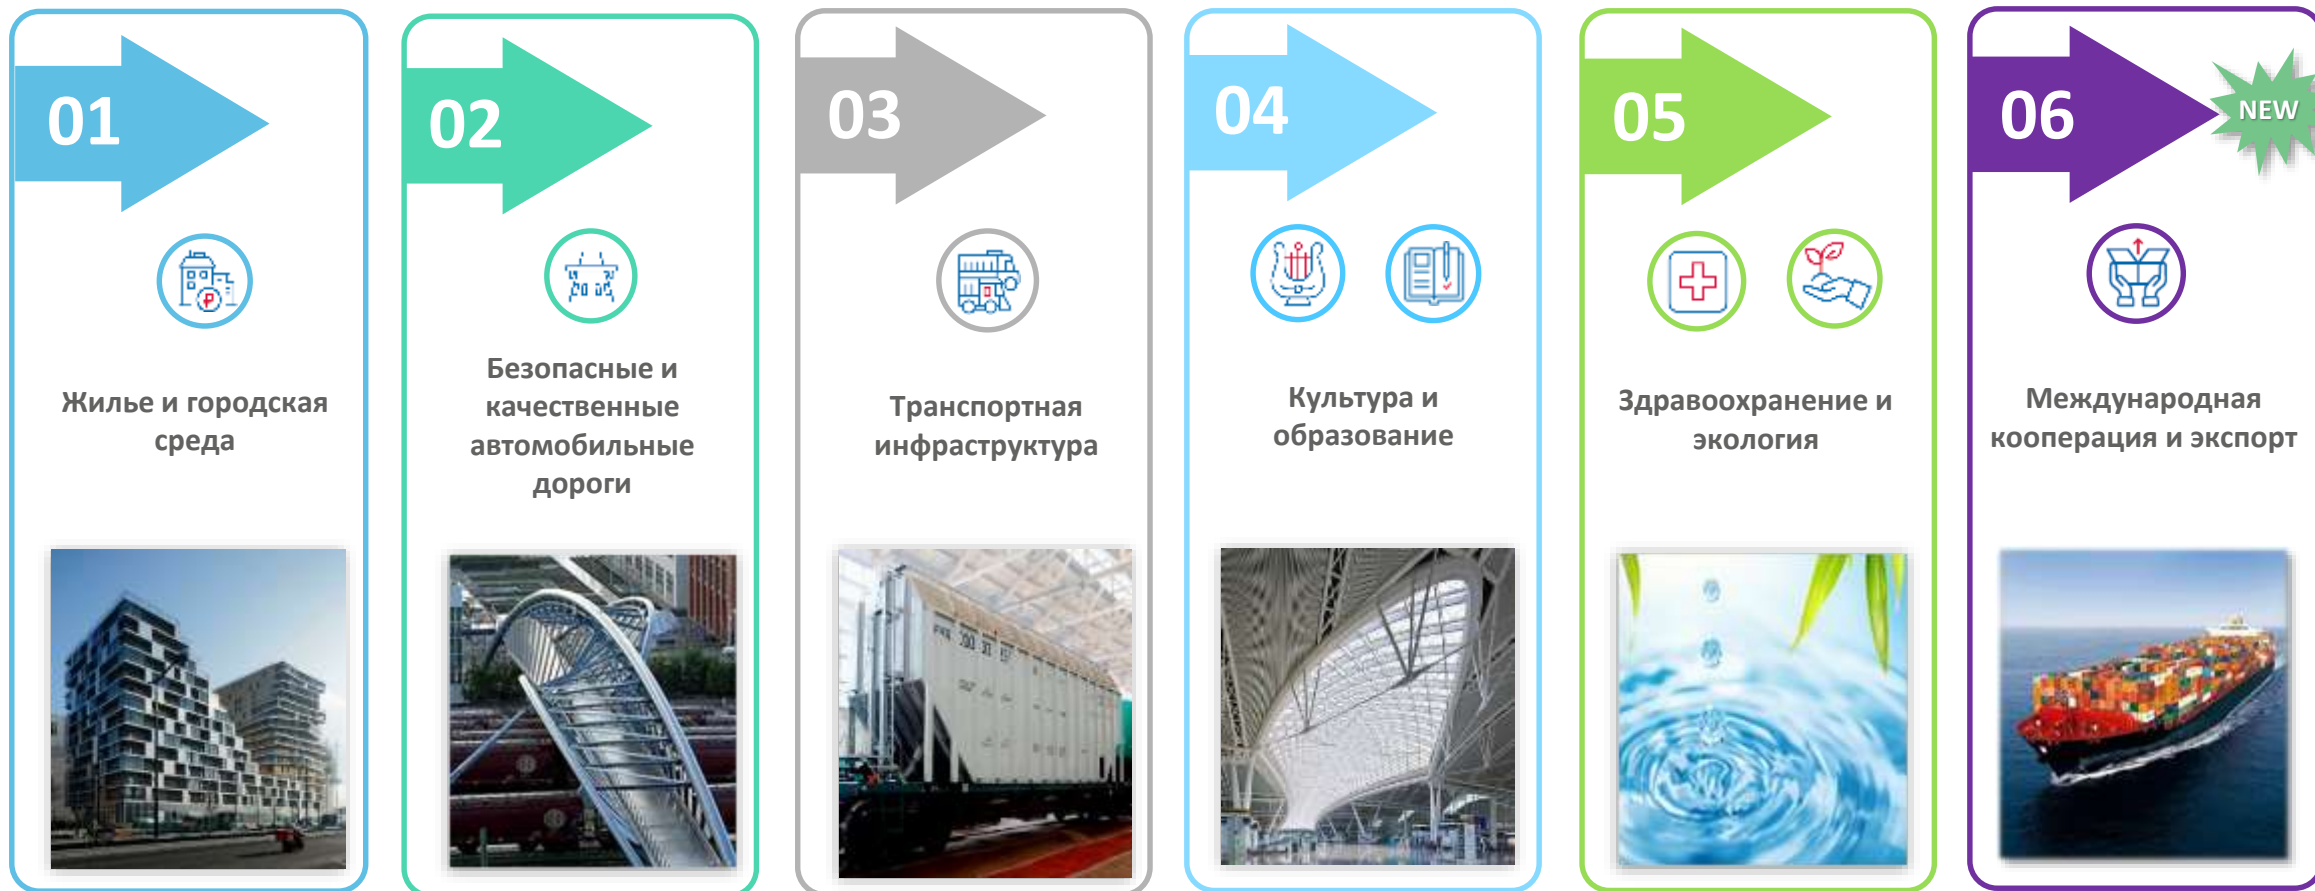 01
Жилье и городская
среда
02
Безопасные и
качественные
автомобильные
дороги
03
Транспортная
инфраструктура
04
Культура и
образование
05
Здравоохранение и
экология
06
NEW
Международная
кооперация и экспорт